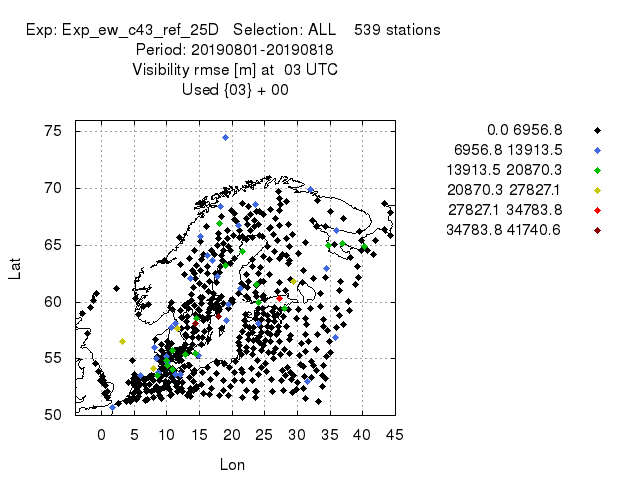 Exp: Exp_ew_c43_ref_25D   Selection: ALL    539 stations
Period: 20190801-20190818
Visibility rmse [m] at  03 UTC
Used {03} + 00
0.0 6956.8
6956.8 13913.5
13913.5 20870.3
20870.3 27827.1
27827.1 34783.8
34783.8 41740.6
75
70
65
60
55
50
Lat
0 5 10 15 20 25 30 35 40 45
Lon